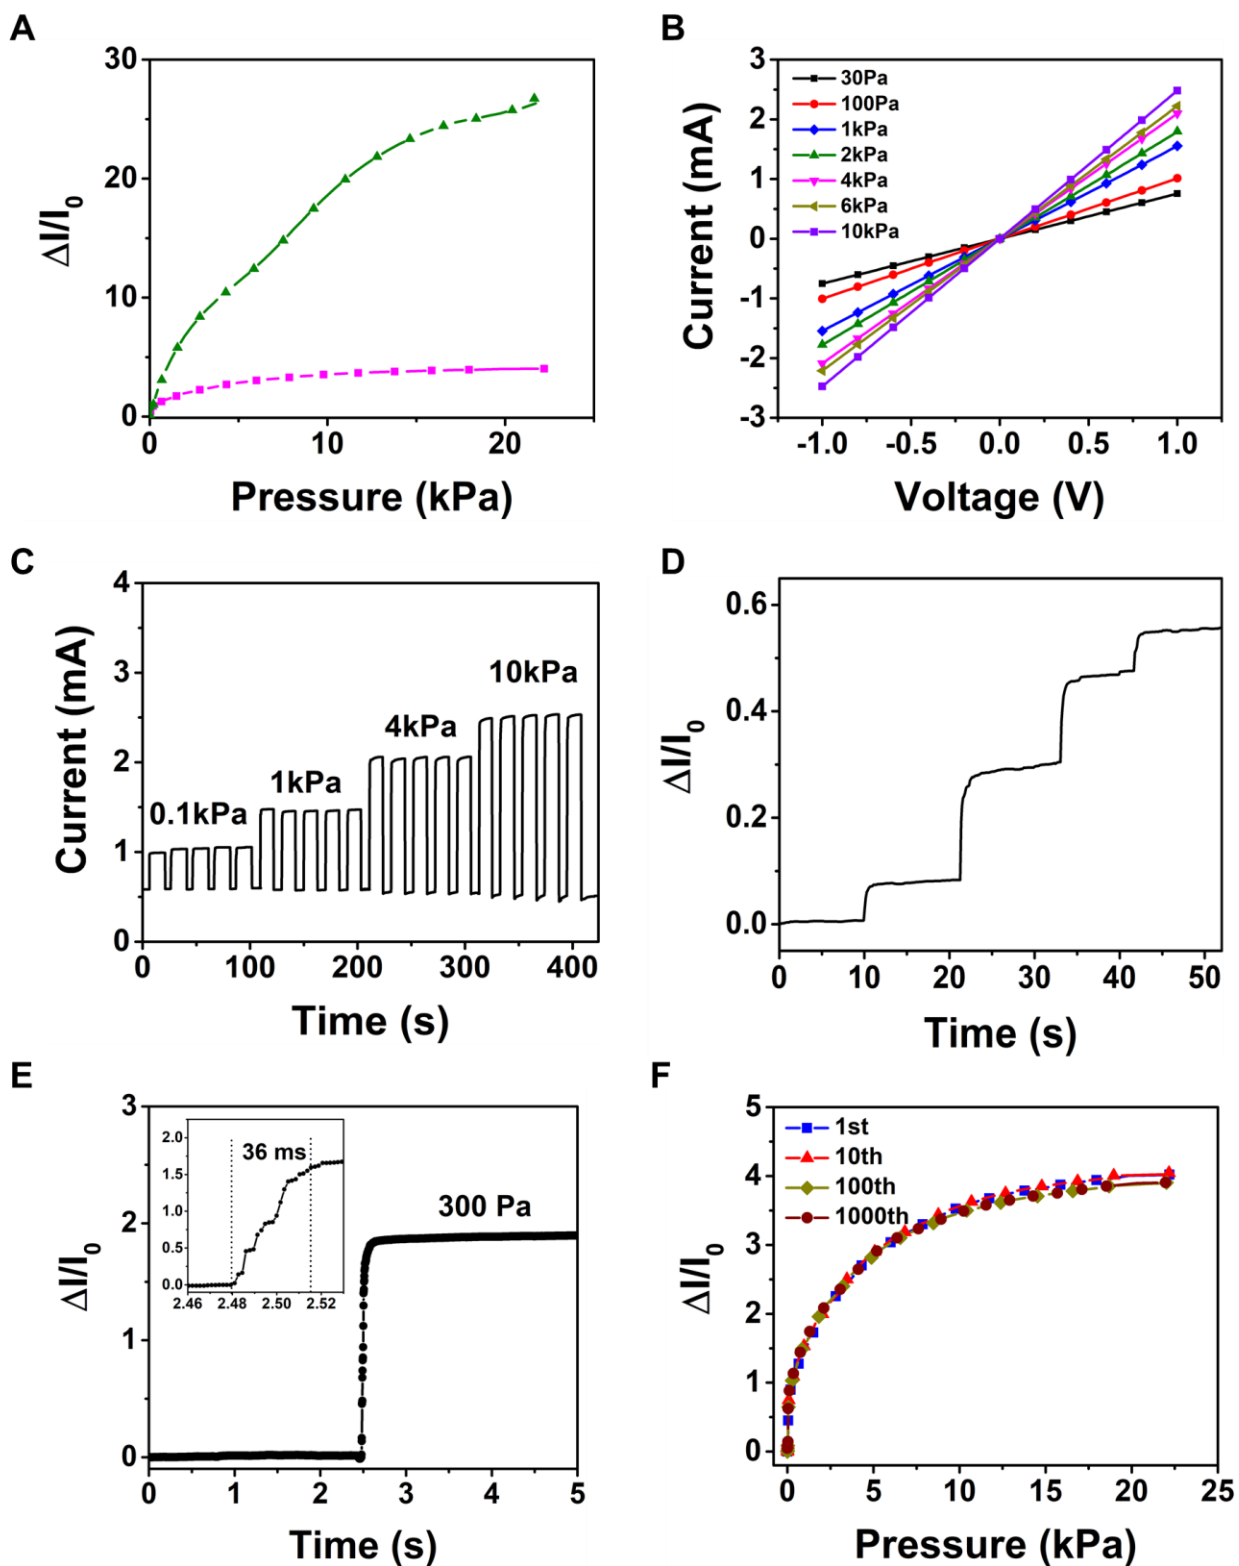 A
30
20
10
0
0
10
20
ΔI/I₀
Pressure (kPa)
B
3
2
1
0
-1
-2
-3
30Pa
100Pa
1kPa
2kPa
4kPa
6kPa
10kPa
-1.0
-0.5
0.0
0.5
1.0
Current (mA)
Voltage (V)
C
4
3
2
1
0
0.1kPa
1kPa
4kPa
10kPa
0
100
200
300
400
Current (mA)
Time (s)
D
0.6
0.4
0.2
0.0
0
10
20
30
40
50
ΔI/I₀
Time (s)
E
3
2
1
0
2.0
1.5
1.0
0.5
0.0
36 ms
2.46
2.48
2.50
2.52
300 Pa
0
1
2
3
4
5
ΔI/I₀
Time (s)
F
5
4
3
2
1
0
1st
10th
100th
1000th
0
5
10
15
20
25
ΔI/I₀
Pressure (kPa)